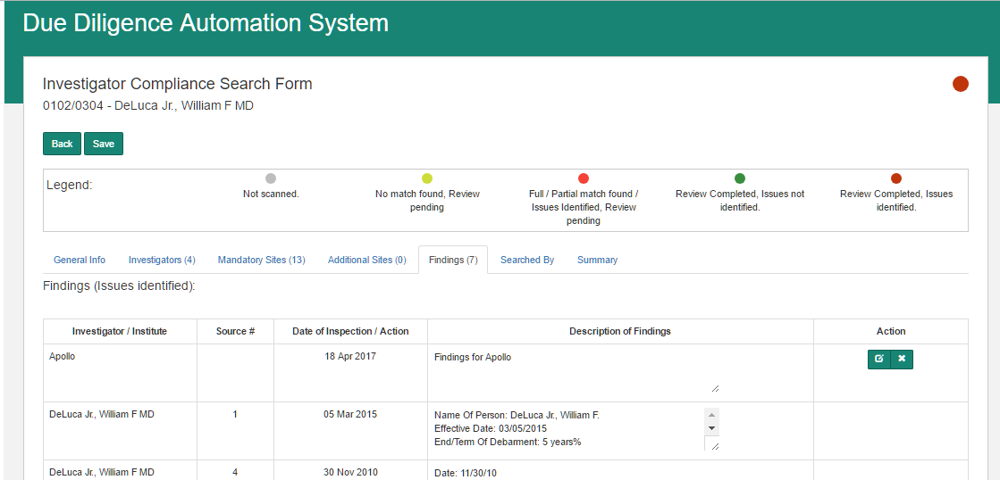 Due Diligence Automation System
Investigator Compliance Search Form
0102/0304 - DeLuca Jr., William F MD
Back Save
Legend:
Not scanned.
No match found, Review
pending
Full / Partial match found /
Issues Identified, Review
pending
Review Completed, Issues not
identified.
Review Completed, Issues
identified.
General Info Investigators (4) Mandatory Sites (13) Additional Sites (0) Findings (7) Searched By Summary
Findings (Issues identified):
Investigator / Institute Source # Date of Inspection / Action Description of Findings Action
Apollo 18 Apr 2017 Findings for Apollo
DeLuca Jr., William F MD 1 05 Mar 2015 Name Of Person: DeLuca Jr., William F.
Effective Date: 03/05/2015
End/Term Of Debarment: 5 years%
DeLuca Jr., William F MD 4 30 Nov 2010 Date: 11/30/10